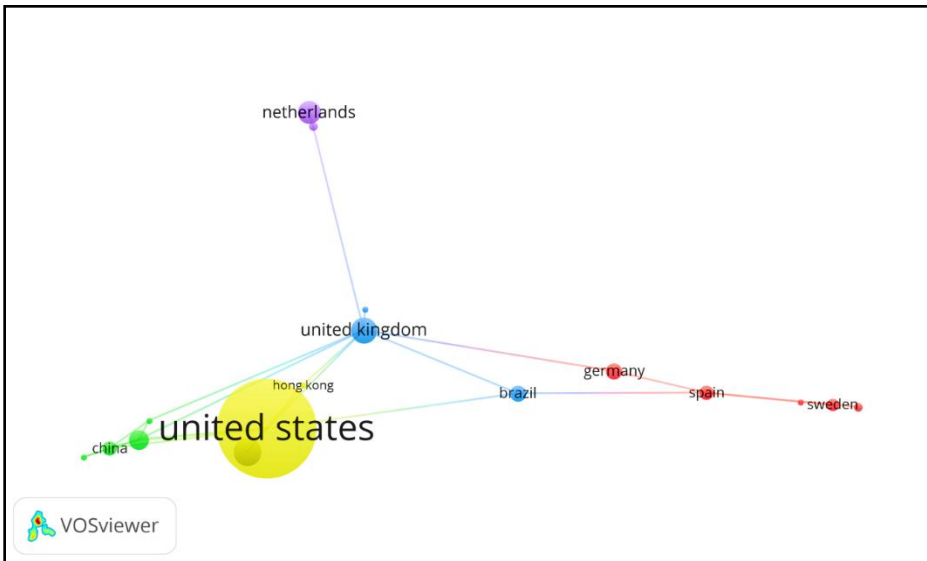 netherlands
united kingdom
hong kong
germany
brazil
spain
sweden
united states
china
VOSviewer